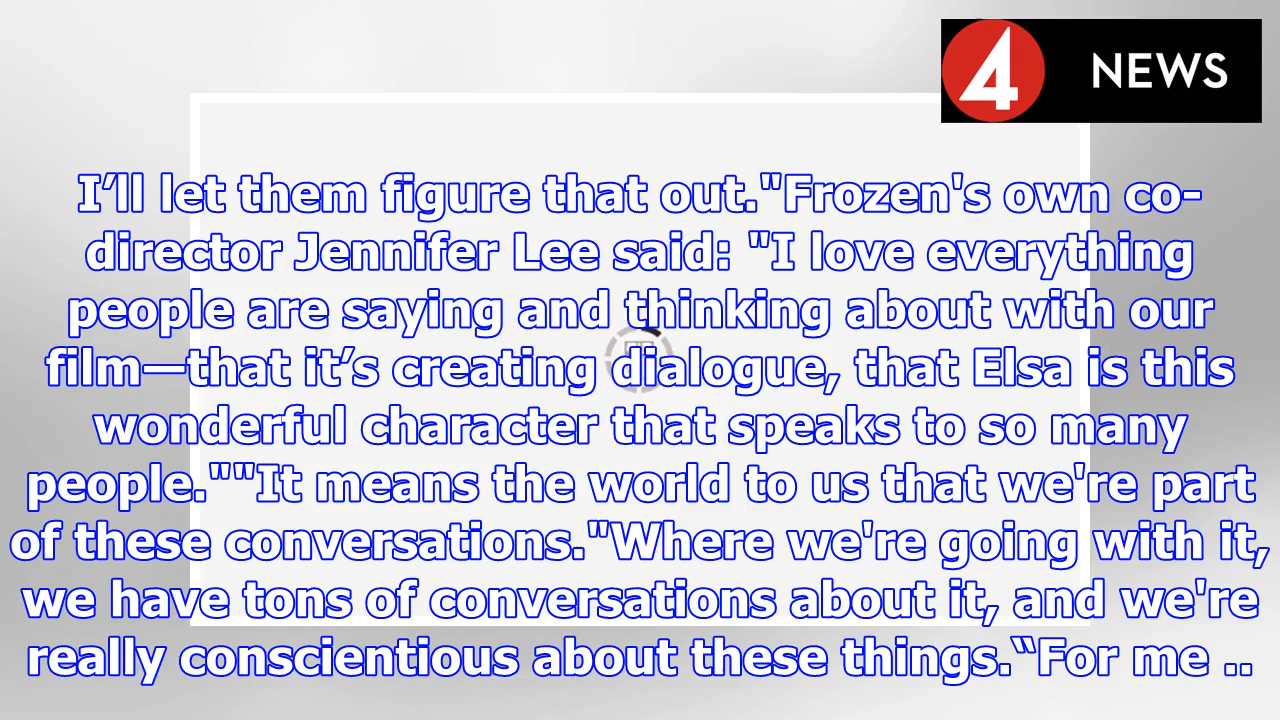 4 NEWS
I’ll let them figure that out."Frozen's own co-
director Jennifer Lee said: "I love everything
people are saying and thinking about with our
film—that it’s creating dialogue, that Elsa is this
wonderful character that speaks to so many
people.""It means the world to us that we're part
of these conversations."Where we're going with it,
we have tons of conversations about it, and we're
really conscientious about these things.“For me ..